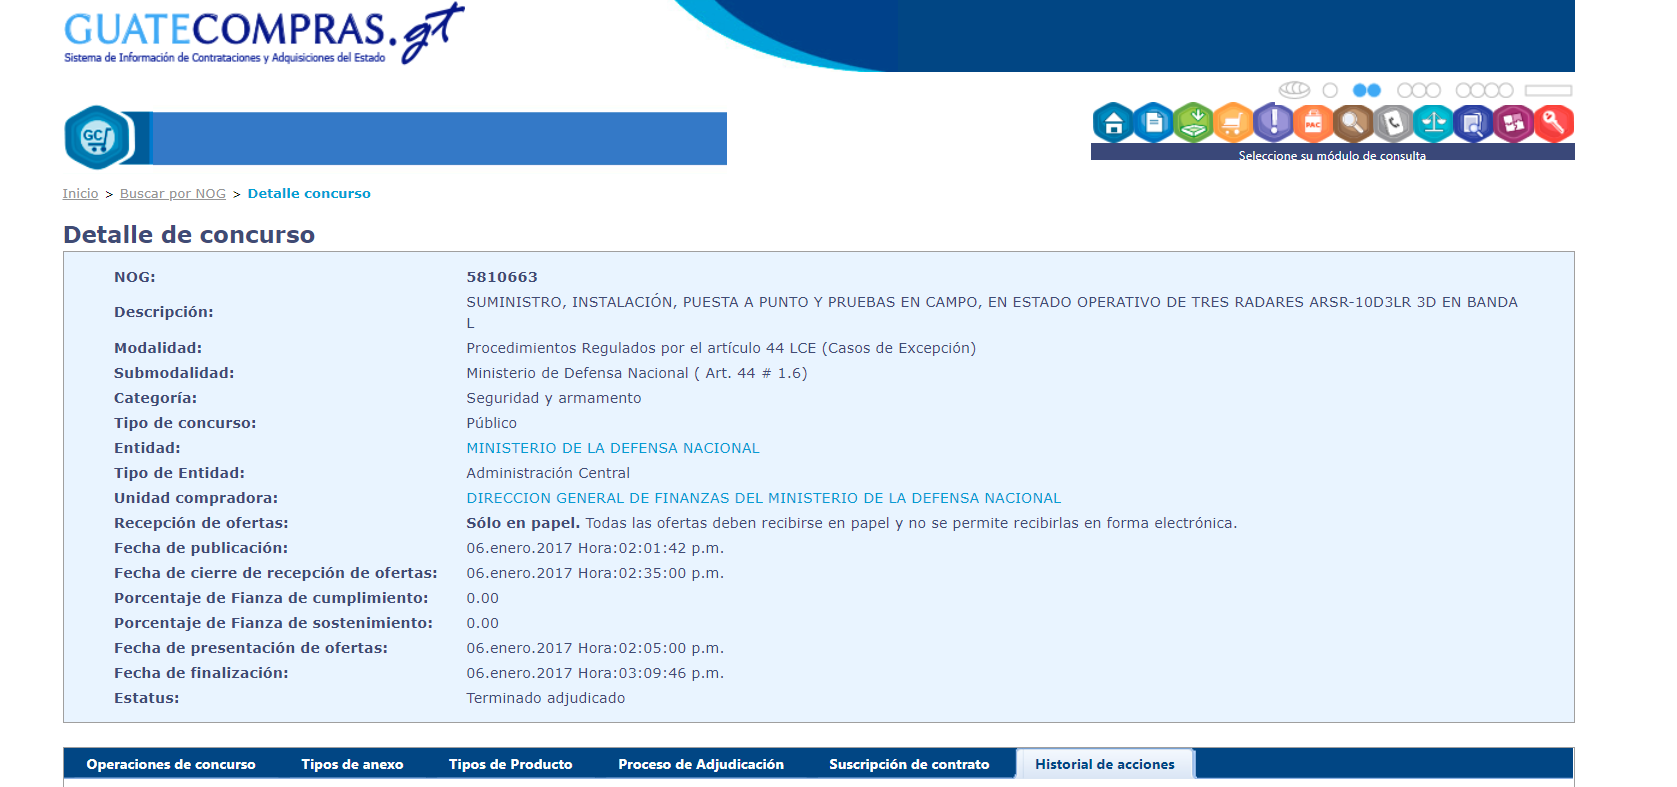 GUATECOMPRAS.gt
Sistema de Información de Contrataciones y Adquisiciones del Estado
GC
PAC
Seleccione su módulo de consulta
Inicio > Buscar por NOG > Detalle concurso
Detalle de concurso
NOG: 5810663
Descripción: SUMINISTRO, INSTALACIÓN, PUESTA A PUNTO Y PRUEBAS EN CAMPO, EN ESTADO OPERATIVO DE TRES RADARES ARSR-10D3LR 3D EN BANDA
L
Modalidad: Procedimientos Regulados por el artículo 44 LCE (Casos de Excepción)
Submodalidad: Ministerio de Defensa Nacional ( Art. 44 # 1.6)
Categoría: Seguridad y armamento
Tipo de concurso: Público
Entidad: MINISTERIO DE LA DEFENSA NACIONAL
Tipo de Entidad: Administración Central
Unidad compradora: DIRECCION GENERAL DE FINANZAS DEL MINISTERIO DE LA DEFENSA NACIONAL
Recepción de ofertas: Sólo en papel. Todas las ofertas deben recibirse en papel y no se permite recibirlas en forma electrónica.
Fecha de publicación: 06.enero.2017 Hora:02:01:42 p.m.
Fecha de cierre de recepción de ofertas: 06.enero.2017 Hora:02:35:00 p.m.
Porcentaje de Fianza de cumplimiento: 0.00
Porcentaje de Fianza de sostenimiento: 0.00
Fecha de presentación de ofertas: 06.enero.2017 Hora:02:05:00 p.m.
Fecha de finalización: 06.enero.2017 Hora:03:09:46 p.m.
Estatus: Terminado adjudicado
Operaciones de concurso Tipos de anexo Tipos de Producto Proceso de Adjudicación Suscripción de contrato Historial de acciones